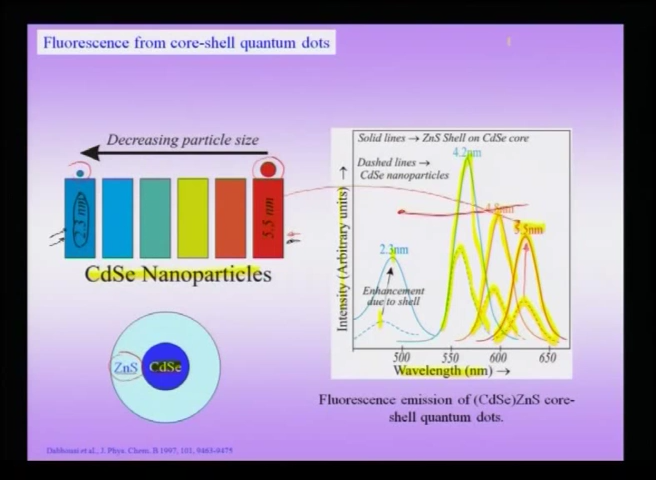 Fluorescence from core-shell quantum dots
Decreasing particle size
2.3 nm
5.5 nm
CdSe Nanoparticles
ZnS
CdSe
Solid lines → ZnS Shell on CdSe core
Dashed lines →
CdSe nanoparticles
4.2nm
4.8nm
5.5nm
2.3nm
Enhancement
due to shell
Intensity (Arbitrary units) →
500
550
600
650
Wavelength (nm) →
Fluorescence emission of (CdSe)ZnS core-
shell quantum dots.
Dabbousi et al., J. Phys. Chem. B 1997, 101, 9463-9475